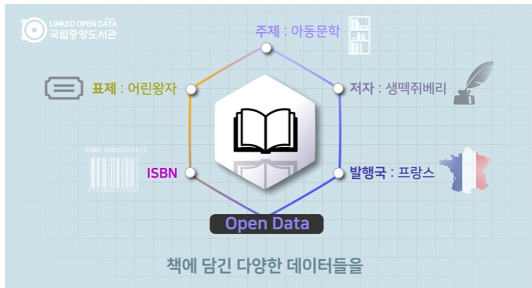 LINKED OPEN DATA
국립중앙도서관
주제 : 아동문학
표제 : 어린왕자
저자 : 생떽쥐베리
ISBN
발행국 : 프랑스
Open Data
책에 담긴 다양한 데이터들을